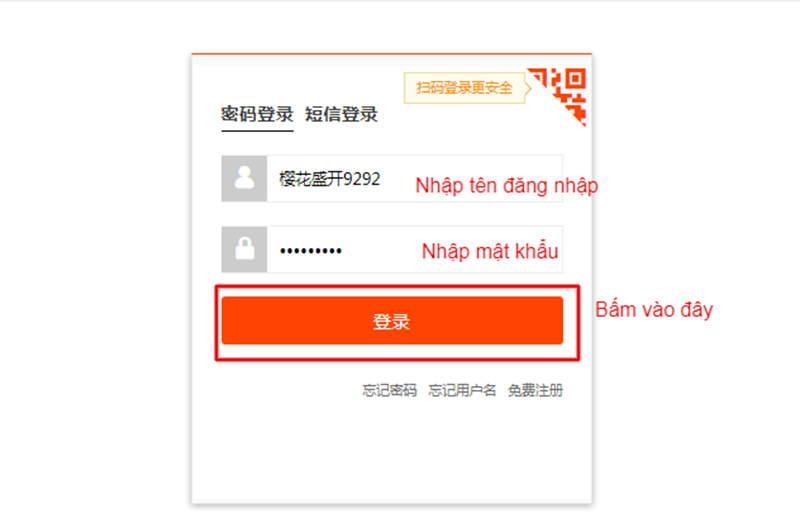 扫码登录更安全
密码登录 短信登录
樱花盛开9292 Nhập tên đăng nhập
••••••••• Nhập mật khẩu
登录 Bấm vào đây
忘记密码 忘记用户名 免费注册